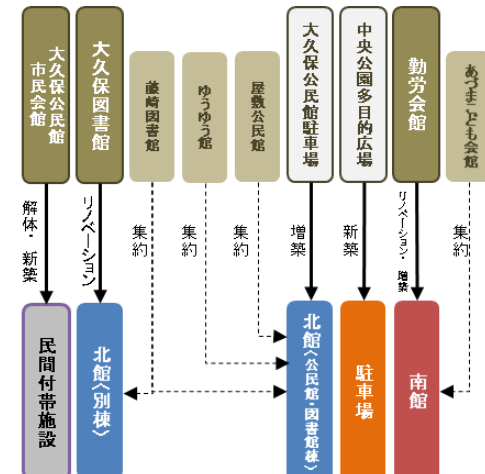 大久保公民館
市民会館
大久保図書館
藤崎図書館
ゆうゆう館
屋敷公民館
大久保公民館駐車場
中央公園多目的広場
勤労会館
あづまこども会館
解体・新築
リノベーション
集約
集約
集約
増築
新築
リノベーション・増築
集約
民間付帯施設
北館〈別棟〉
北館〈公民館・図書館棟〉
駐車場
南館